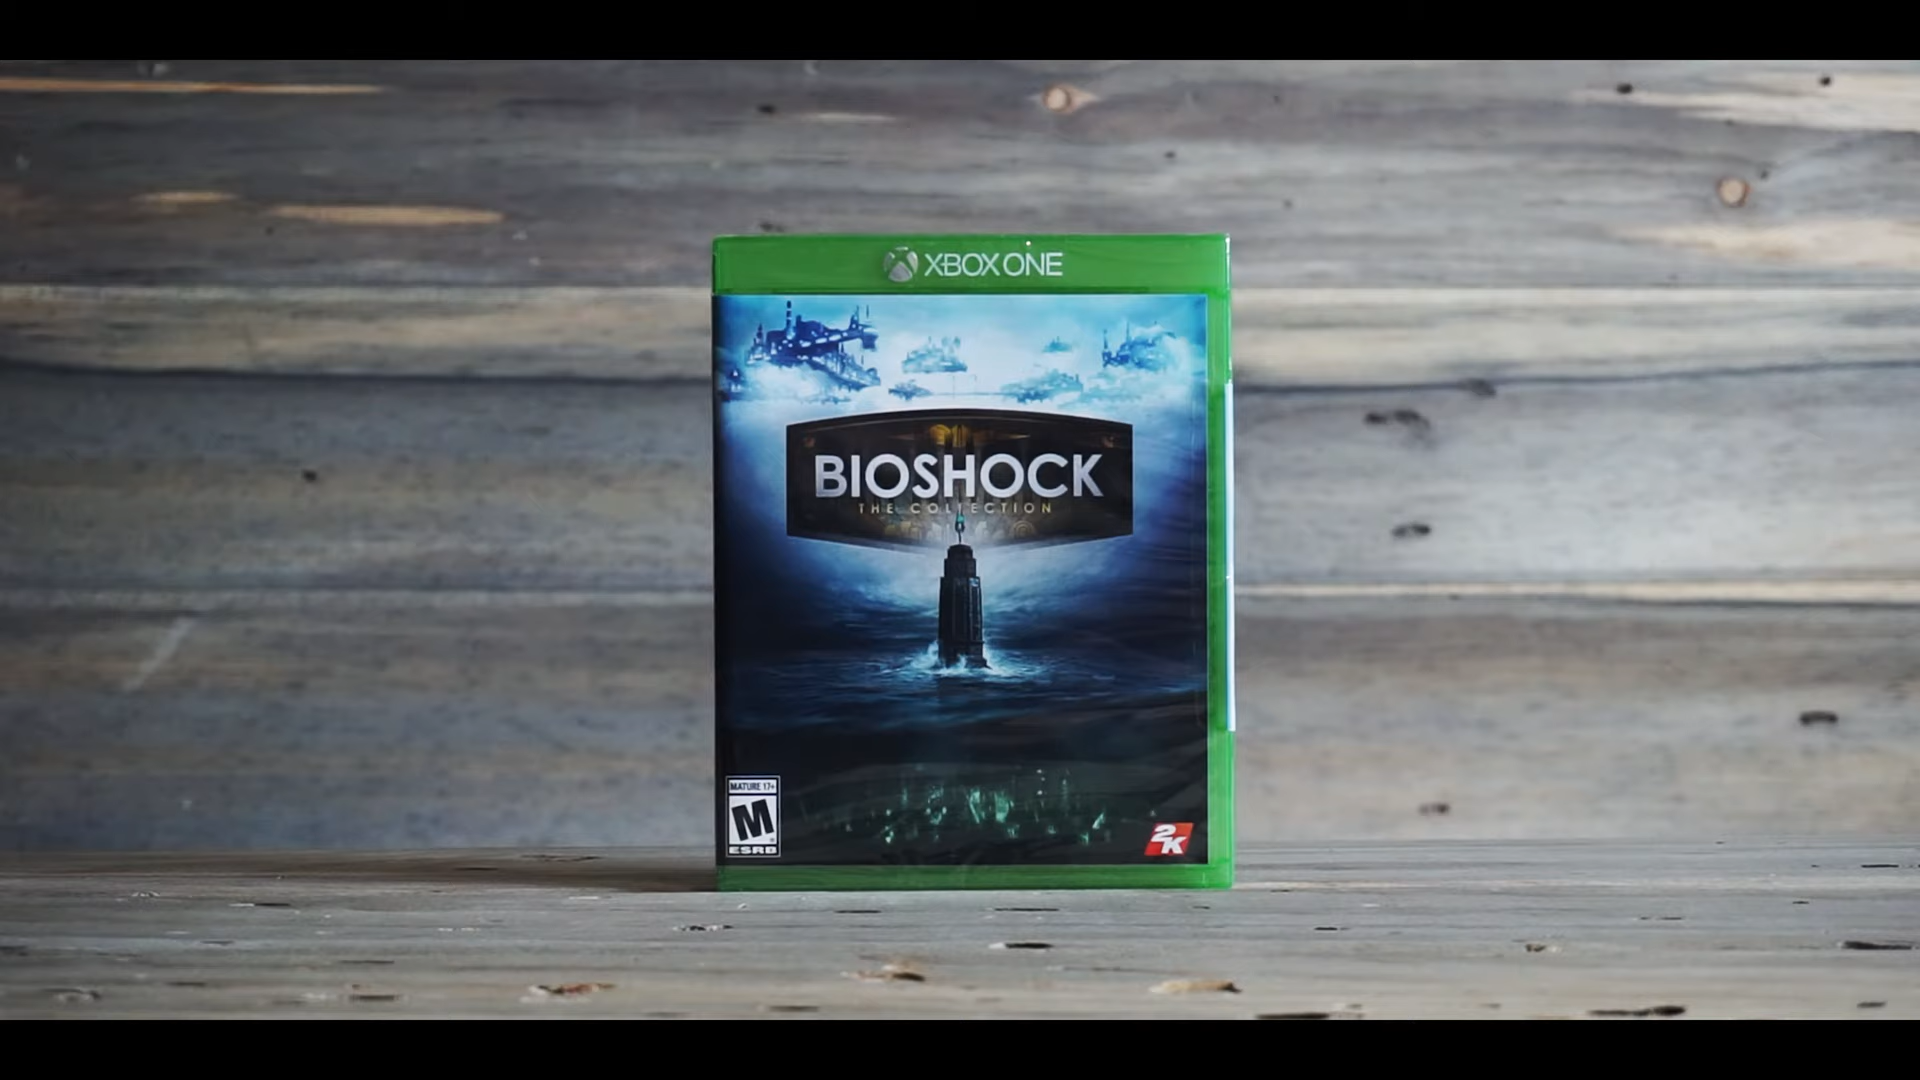 XBOX ONE
BIOSHOCK
THE COLLECTION
MATURE 17+
M
ESRB
2K